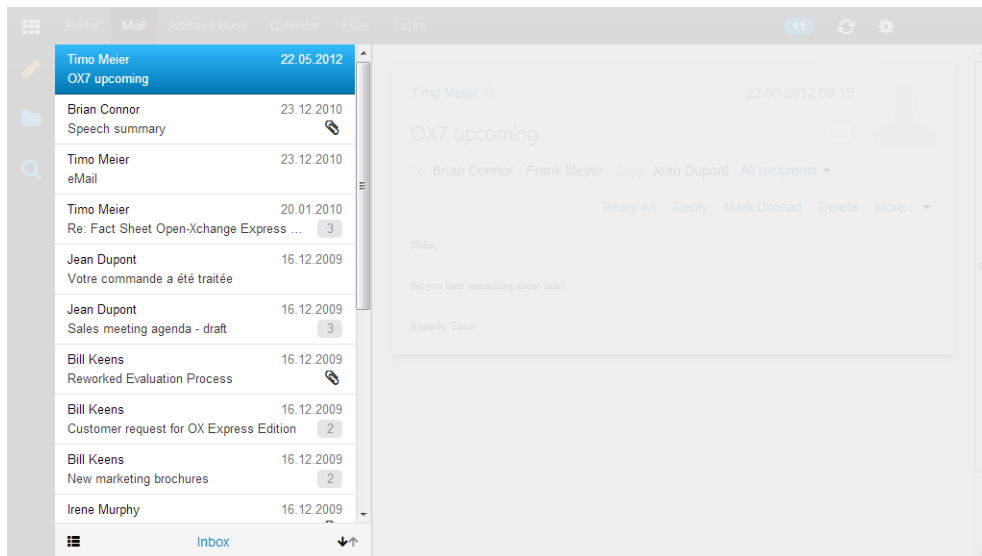 Portal Mail Address Book Calendar Files Tasks 11
Timo Meier 22.05.2012
OX7 upcoming
Brian Connor 23.12.2010
Speech summary
Timo Meier 23.12.2010
eMail
Timo Meier 20.01.2010
Re: Fact Sheet Open-Xchange Express ... 3
Jean Dupont 16.12.2009
Votre commande a été traitée
Jean Dupont 16.12.2009
Sales meeting agenda - draft 3
Bill Keens 16.12.2009
Reworked Evaluation Process
Bill Keens 16.12.2009
Customer request for OX Express Edition 2
Bill Keens 16.12.2009
New marketing brochures 2
Irene Murphy 16.12.2009
Inbox
Timo Meier 22.05.2012 09:15
OX7 upcoming
To: Brian Connor - Frank Meyer Copy: Jean Dupont All recipients
Reply All Reply Mark Unread Delete More ...
Hello,
did you hear something about this?
Regards, Timo